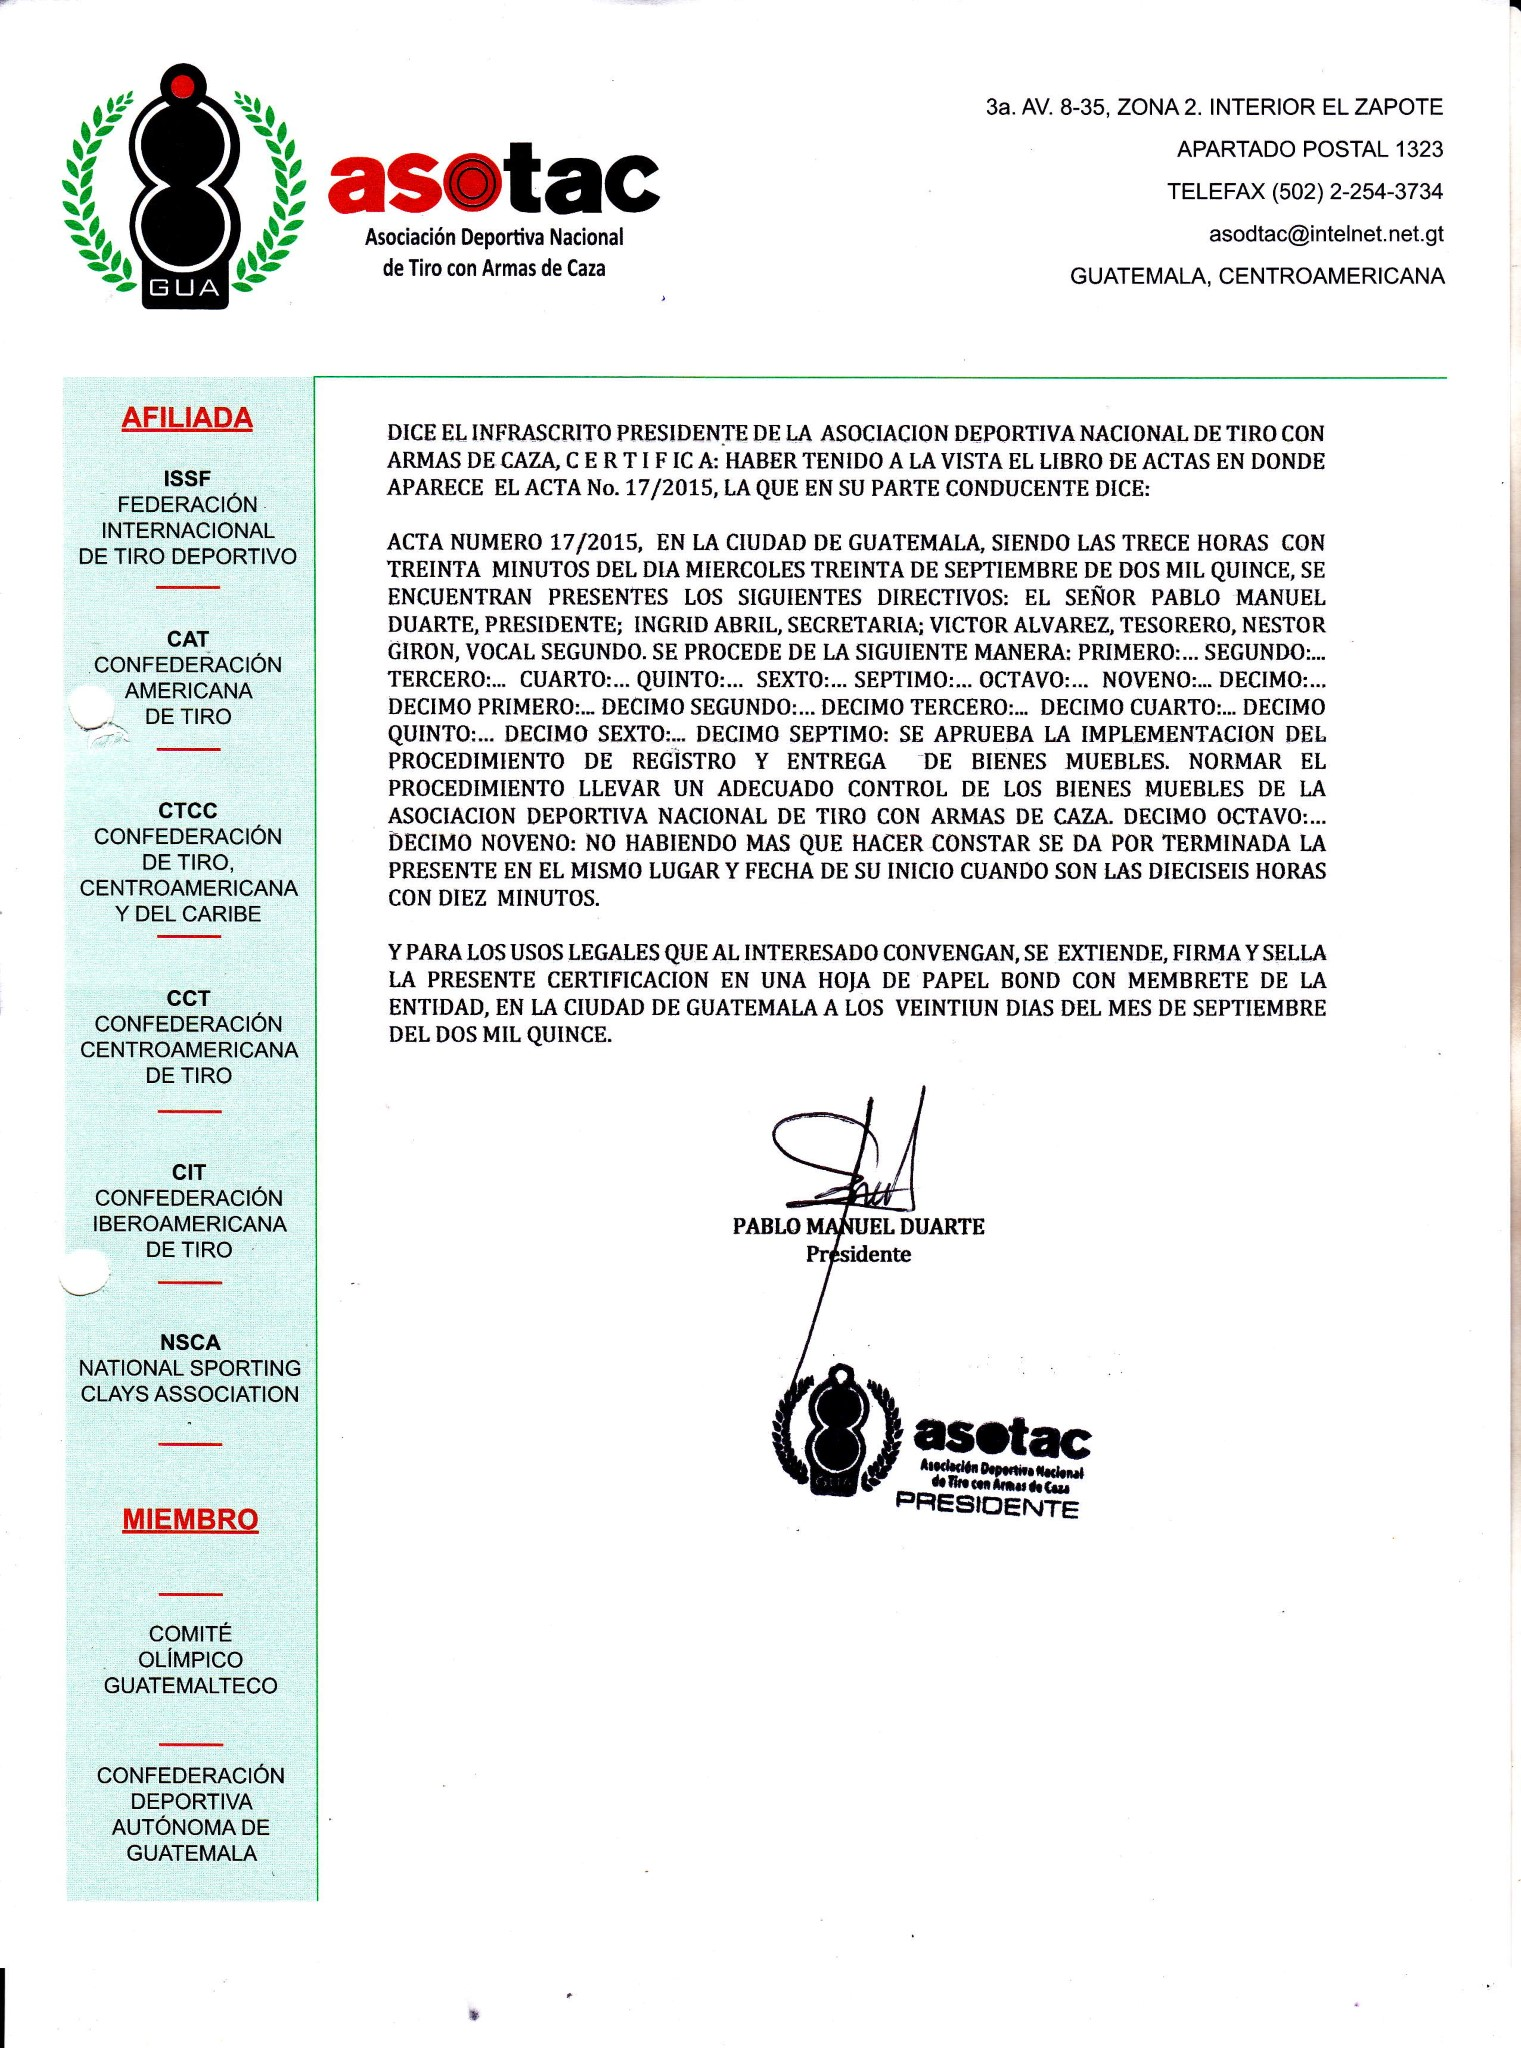 GUA
asotac
Asociación Deportiva Nacional
de Tiro con Armas de Caza
3a. AV. 8-35, ZONA 2. INTERIOR EL ZAPOTE
APARTADO POSTAL 1323
TELEFAX (502) 2-254-3734
asodtac@intelnet.net.gt
GUATEMALA, CENTROAMERICANA
AFILIADA
ISSF
FEDERACIÓN
INTERNACIONAL
DE TIRO DEPORTIVO
CAT
CONFEDERACIÓN
AMERICANA
DE TIRO
CTCC
CONFEDERACIÓN
DE TIRO,
CENTROAMERICANA
Y DEL CARIBE
CCT
CONFEDERACIÓN
CENTROAMERICANA
DE TIRO
CIT
CONFEDERACIÓN
IBEROAMERICANA
DE TIRO
NSCA
NATIONAL SPORTING
CLAYS ASSOCIATION
MIEMBRO
COMITÉ
OLÍMPICO
GUATEMALTECO
CONFEDERACIÓN
DEPORTIVA
AUTÓNOMA DE
GUATEMALA
DICE EL INFRASCRITO PRESIDENTE DE LA ASOCIACION DEPORTIVA NACIONAL DE TIRO CON
ARMAS DE CAZA, C E R T I F I C A: HABER TENIDO A LA VISTA EL LIBRO DE ACTAS EN DONDE
APARECE EL ACTA No. 17/2015, LA QUE EN SU PARTE CONDUCENTE DICE:
ACTA NUMERO 17/2015, EN LA CIUDAD DE GUATEMALA, SIENDO LAS TRECE HORAS CON
TREINTA MINUTOS DEL DIA MIERCOLES TREINTA DE SEPTIEMBRE DE DOS MIL QUINCE, SE
ENCUENTRAN PRESENTES LOS SIGUIENTES DIRECTIVOS: EL SEÑOR PABLO MANUEL
DUARTE, PRESIDENTE; INGRID ABRIL, SECRETARIA; VICTOR ALVAREZ, TESORERO, NESTOR
GIRON, VOCAL SEGUNDO. SE PROCEDE DE LA SIGUIENTE MANERA: PRIMERO:... SEGUNDO:...
TERCERO:... CUARTO:... QUINTO:... SEXTO:... SEPTIMO:... OCTAVO:... NOVENO:... DECIMO:...
DECIMO PRIMERO:... DECIMO SEGUNDO:... DECIMO TERCERO:... DECIMO CUARTO:... DECIMO
QUINTO:... DECIMO SEXTO:... DECIMO SEPTIMO: SE APRUEBA LA IMPLEMENTACION DEL
PROCEDIMIENTO DE REGISTRO Y ENTREGA DE BIENES MUEBLES. NORMAR EL
PROCEDIMIENTO LLEVAR UN ADECUADO CONTROL DE LOS BIENES MUEBLES DE LA
ASOCIACION DEPORTIVA NACIONAL DE TIRO CON ARMAS DE CAZA. DECIMO OCTAVO:...
DECIMO NOVENO: NO HABIENDO MAS QUE HACER CONSTAR SE DA POR TERMINADA LA
PRESENTE EN EL MISMO LUGAR Y FECHA DE SU INICIO CUANDO SON LAS DIECISEIS HORAS
CON DIEZ MINUTOS.
Y PARA LOS USOS LEGALES QUE AL INTERESADO CONVENGAN, SE EXTIENDE, FIRMA Y SELLA
LA PRESENTE CERTIFICACION EN UNA HOJA DE PAPEL BOND CON MEMBRETE DE LA
ENTIDAD, EN LA CIUDAD DE GUATEMALA A LOS VEINTIUN DIAS DEL MES DE SEPTIEMBRE
DEL DOS MIL QUINCE.
PABLO MANUEL DUARTE
Presidente
GUA
asotac
Asociación Deportiva Nacional
de Tiro con Armas de Caza
PRESIDENTE